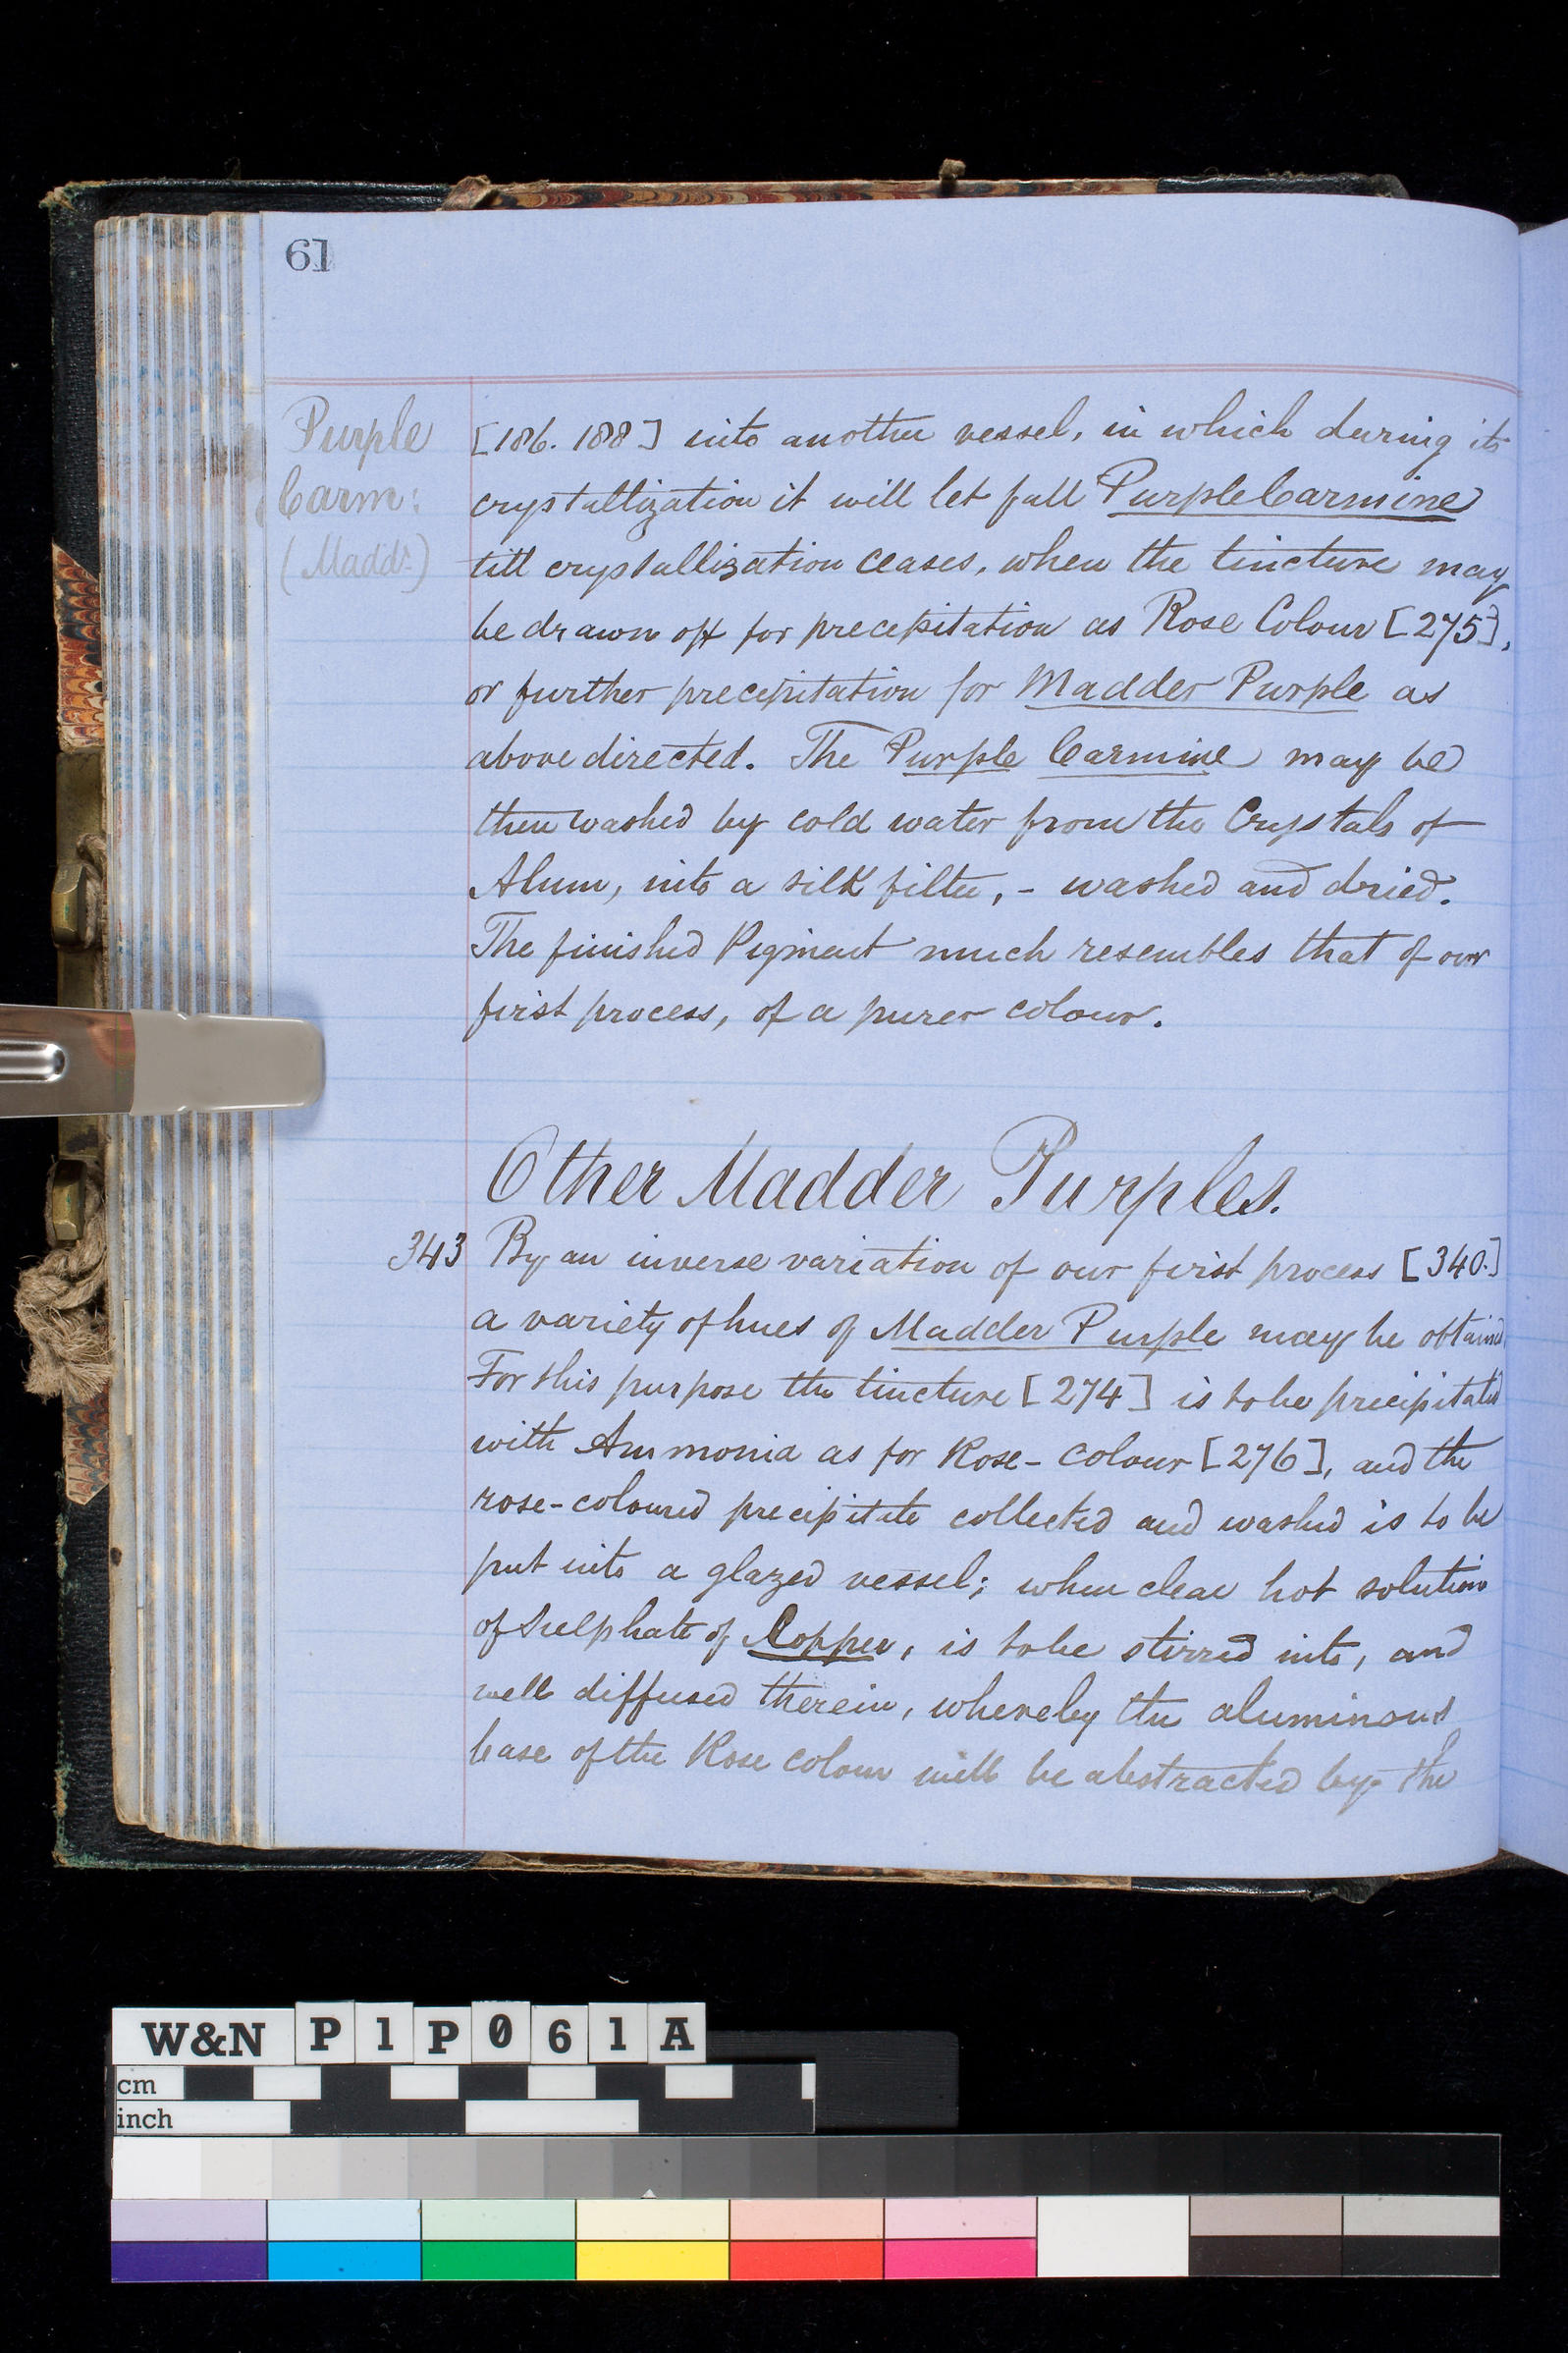 61
Purple
Carm:
(Maddr)
[186. 188] into another vessel, in which during its
crystallization it will let fall Purple Carmine
till crystallization ceases, when the tincture may
be drawn off for precipitation as Rose Colour [275],
or further precipitation for Madder Purple as
above directed. The Purple Carmine may be
then washed by cold water from the Crystals of
Alum, into a silk filter, - washed and dried.
The finished Pigment much resembles that of our
first process, of a purer colour.
Other Madder Purples.
343 By an inverse variation of our first process [340.]
a variety of hues of Madder Purple may be obtained
For this purpose the tincture [274] is to be precipitated
with Ammonia as for Rose-Colour [276], and the
rose-coloured precipitate collected and washed is to be
put into a glazed vessel; when clear hot solution
of Sulphate of Copper, is to be stirred into, and
well diffused therein, whereby the aluminous
base of the Rose colour will be abstracted by the
W&N P1P061A
cm
inch